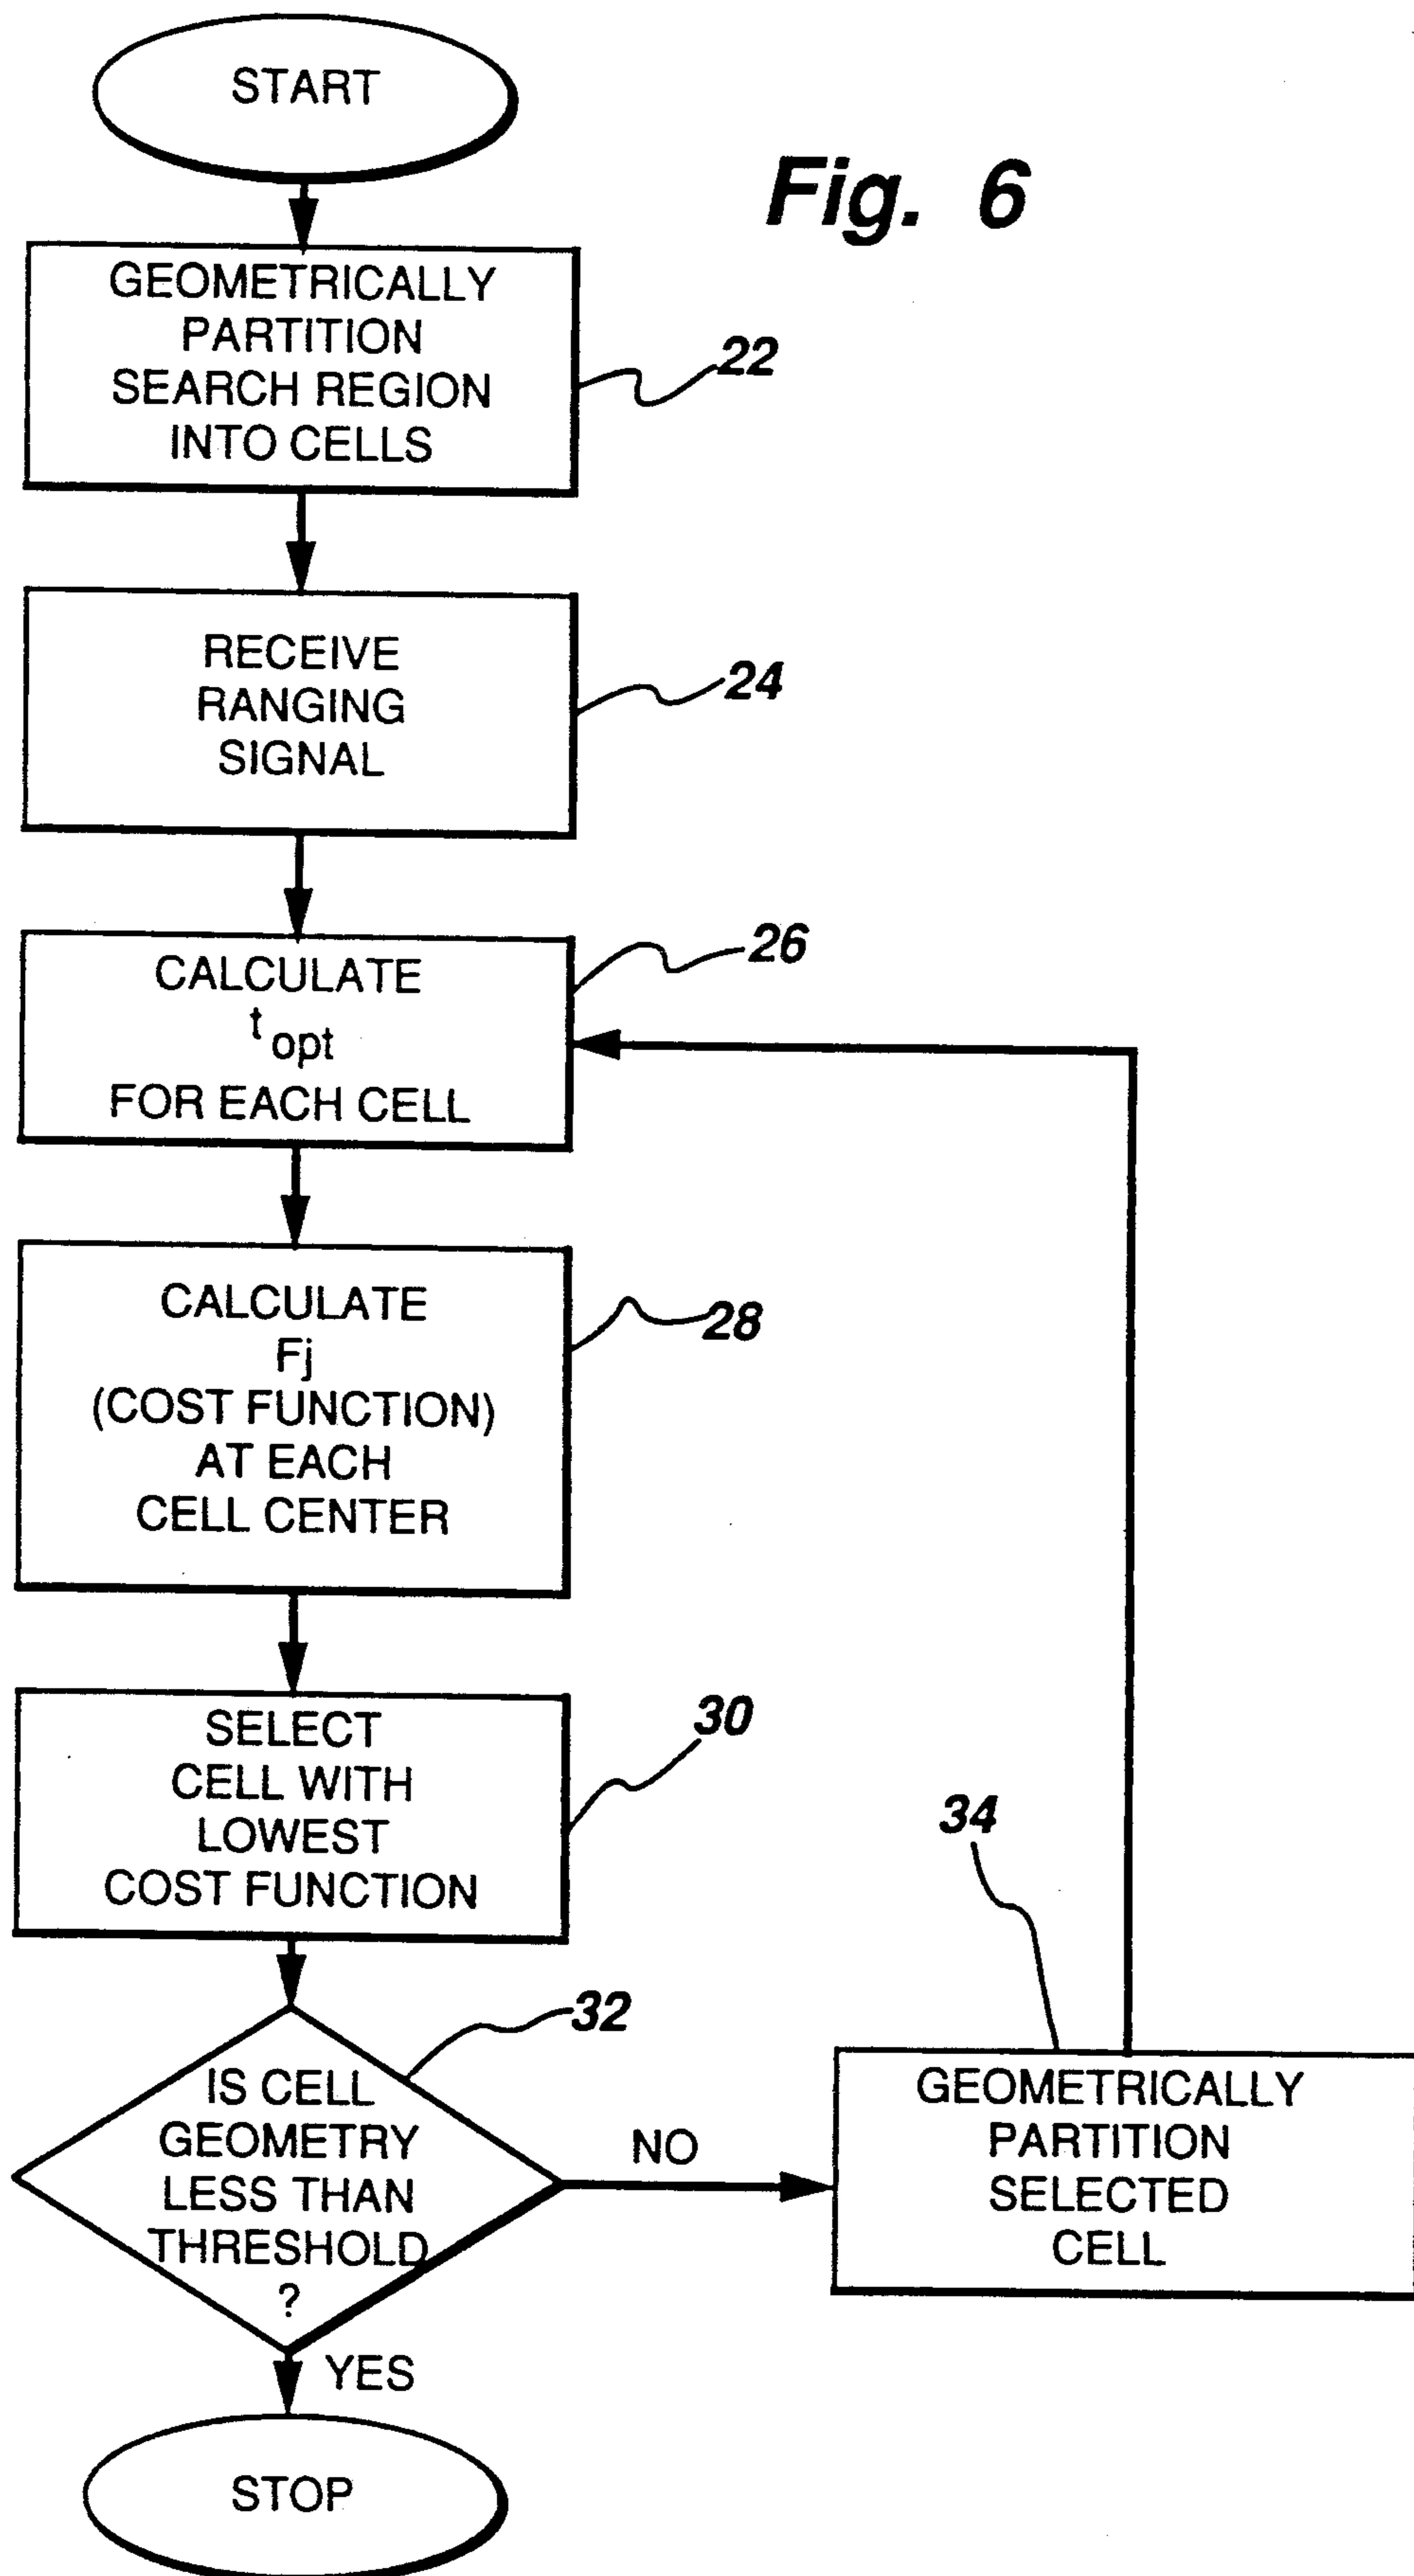 START
Fig. 6
GEOMETRICALLY
PARTITION
SEARCH REGION
INTO CELLS
22
RECEIVE
RANGING
SIGNAL
24
CALCULATE
t opt
FOR EACH CELL
26
CALCULATE
Fj
(COST FUNCTION)
AT EACH
CELL CENTER
28
SELECT
CELL WITH
LOWEST
COST FUNCTION
30
IS CELL
GEOMETRY
LESS THAN
THRESHOLD
?
32
NO
GEOMETRICALLY
PARTITION
SELECTED
CELL
34
YES
STOP